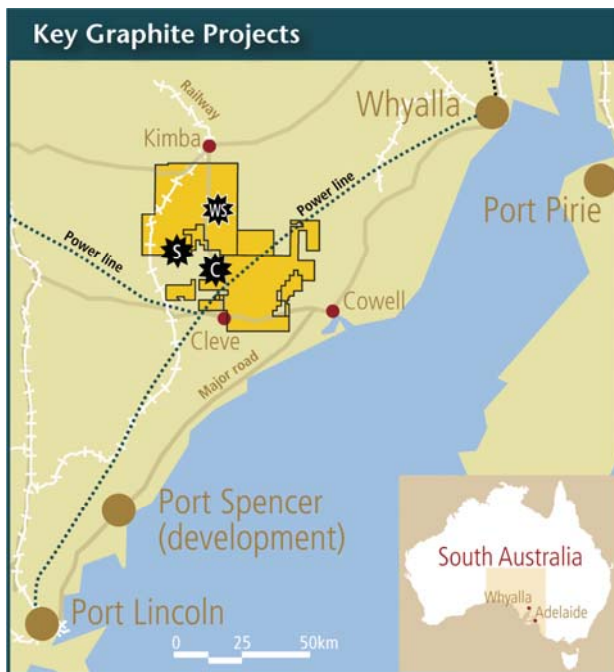 Key Graphite Projects
Railway
Whyalla
Kimba
Port Pirie
WS
Power line
Power line
S
C
Cowell
Cleve
Major road
Port Spencer
(development)
South Australia
Whyalla
Adelaide
Port Lincoln
0 25 50km